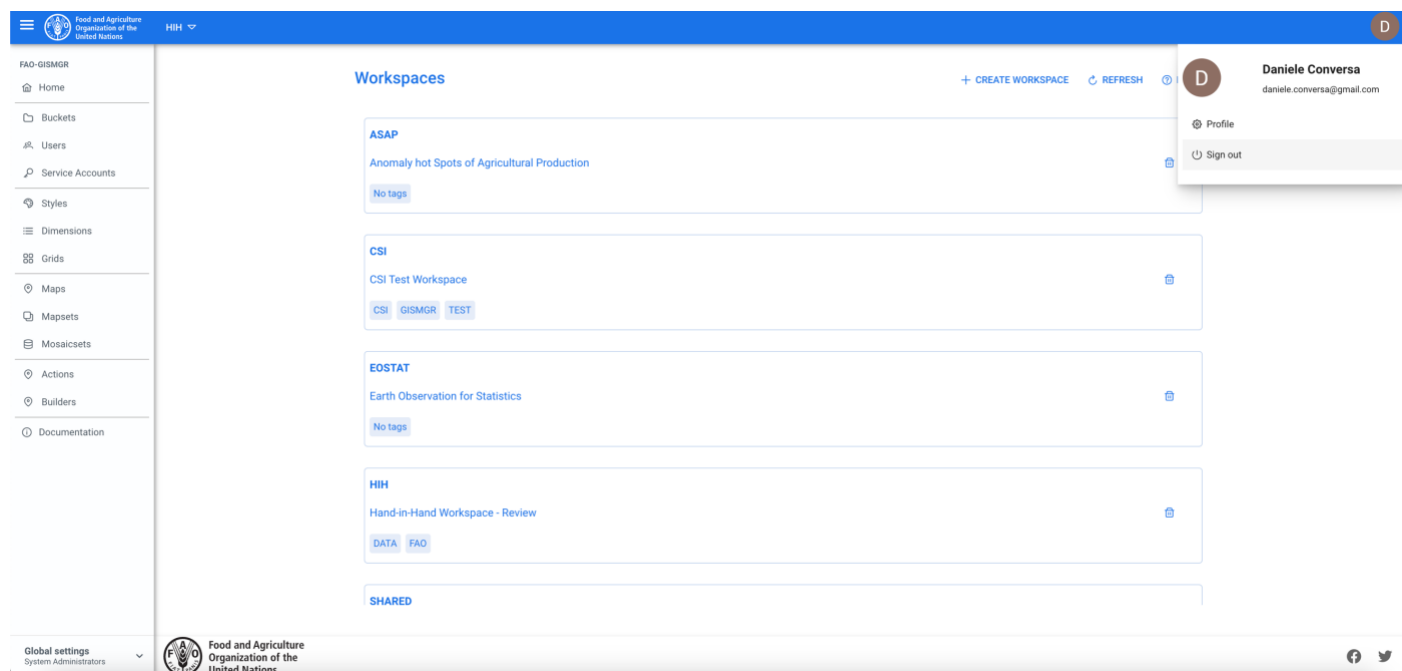 Food and Agriculture
Organization of the
United Nations
HIH
D
FAO-GISMGR
Home
Buckets
Users
Service Accounts
Styles
Dimensions
Grids
Maps
Mapsets
Mosaicsets
Actions
Builders
Documentation
Global settings
System Administrators
Workspaces
+ CREATE WORKSPACE
REFRESH
D
Daniele Conversa
daniele.conversa@gmail.com
Profile
Sign out
ASAP
Anomaly hot Spots of Agricultural Production
No tags
CSI
CSI Test Workspace
CSI GISMGR TEST
EOSTAT
Earth Observation for Statistics
No tags
HIH
Hand-in-Hand Workspace - Review
DATA FAO
SHARED
Food and Agriculture
Organization of the
United Nations